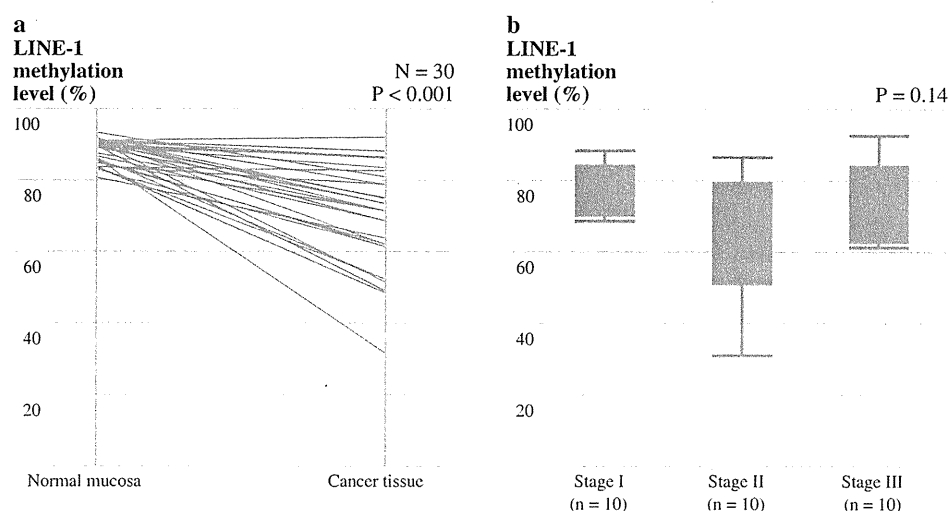 a
LINE-1
methylation
level (%)
N = 30
P < 0.001
100
80
60
40
20
Normal mucosa
Cancer tissue
b
LINE-1
methylation
level (%)
P = 0.14
100
80
60
40
20
Stage I
(n = 10)
Stage II
(n = 10)
Stage III
(n = 10)